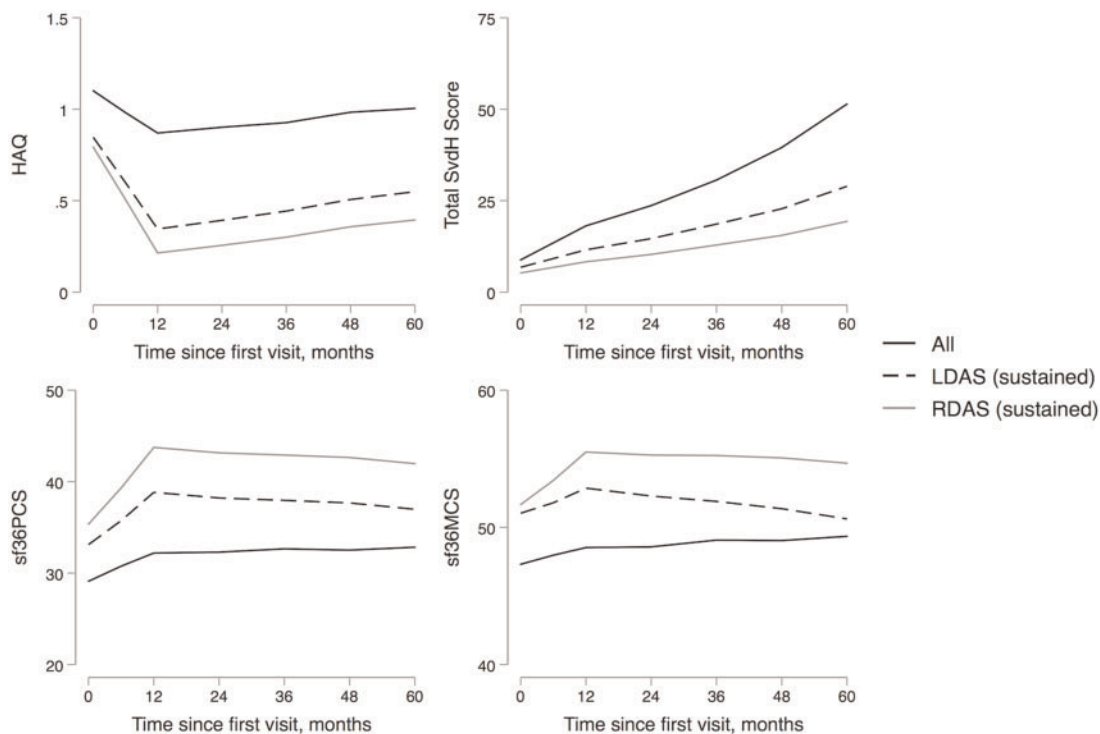 HAQ
1.5
1
.5
0
0 12 24 36 48 60
Time since first visit, months
Total SvdH Score
75
50
25
0
0 12 24 36 48 60
Time since first visit, months
All
LDAS (sustained)
RDAS (sustained)
sf36PCS
50
40
30
20
0 12 24 36 48 60
Time since first visit, months
sf36MCS
60
50
40
0 12 24 36 48 60
Time since first visit, months